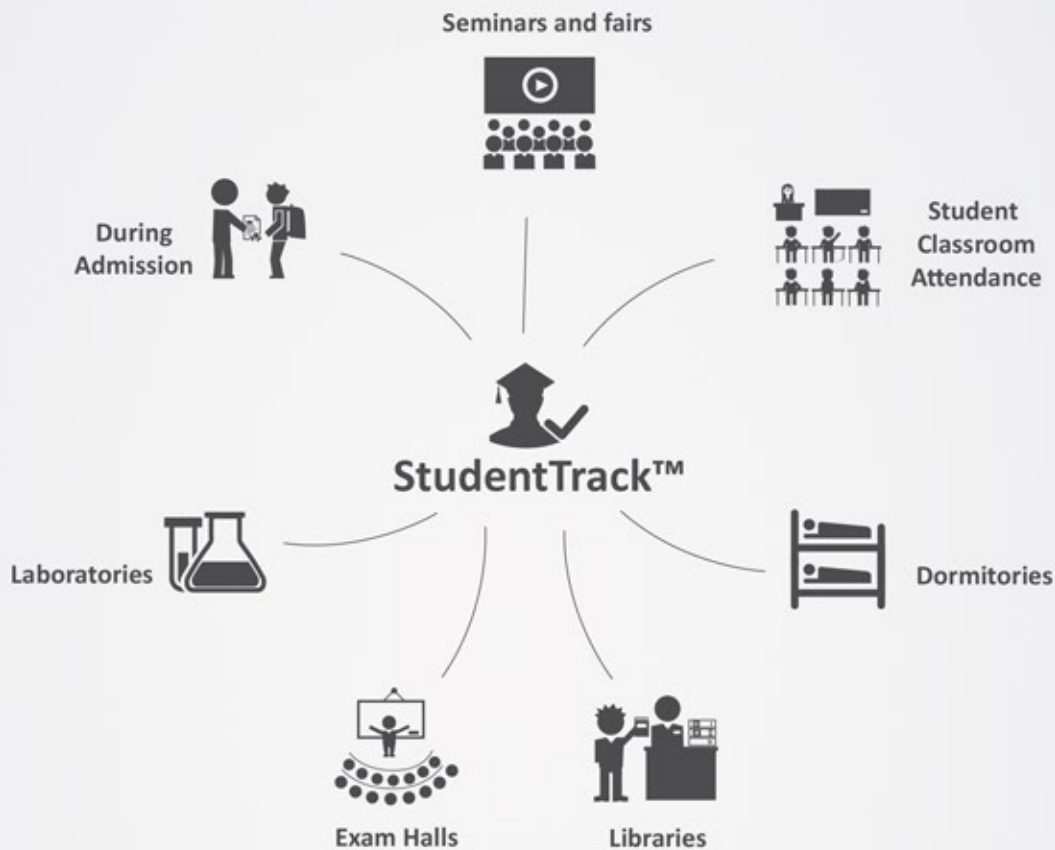 Seminars and fairs
During
Admission
Student
Classroom
Attendance
StudentTrack™
Laboratories
Dormitories
Exam Halls
Libraries